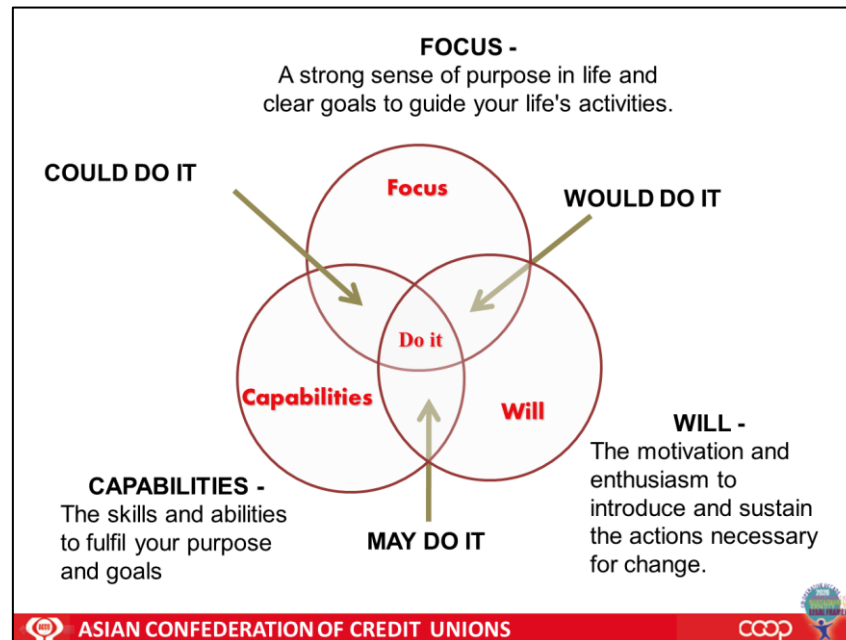 FOCUS -
A strong sense of purpose in life and
clear goals to guide your life's activities.
COULD DO IT
WOULD DO IT
Focus
Do it
Capabilities
Will
WILL -
The motivation and
enthusiasm to
introduce and sustain
the actions necessary
for change.
CAPABILITIES -
The skills and abilities
to fulfil your purpose
and goals
MAY DO IT
ASIAN CONFEDERATION OF CREDIT UNIONS
coop